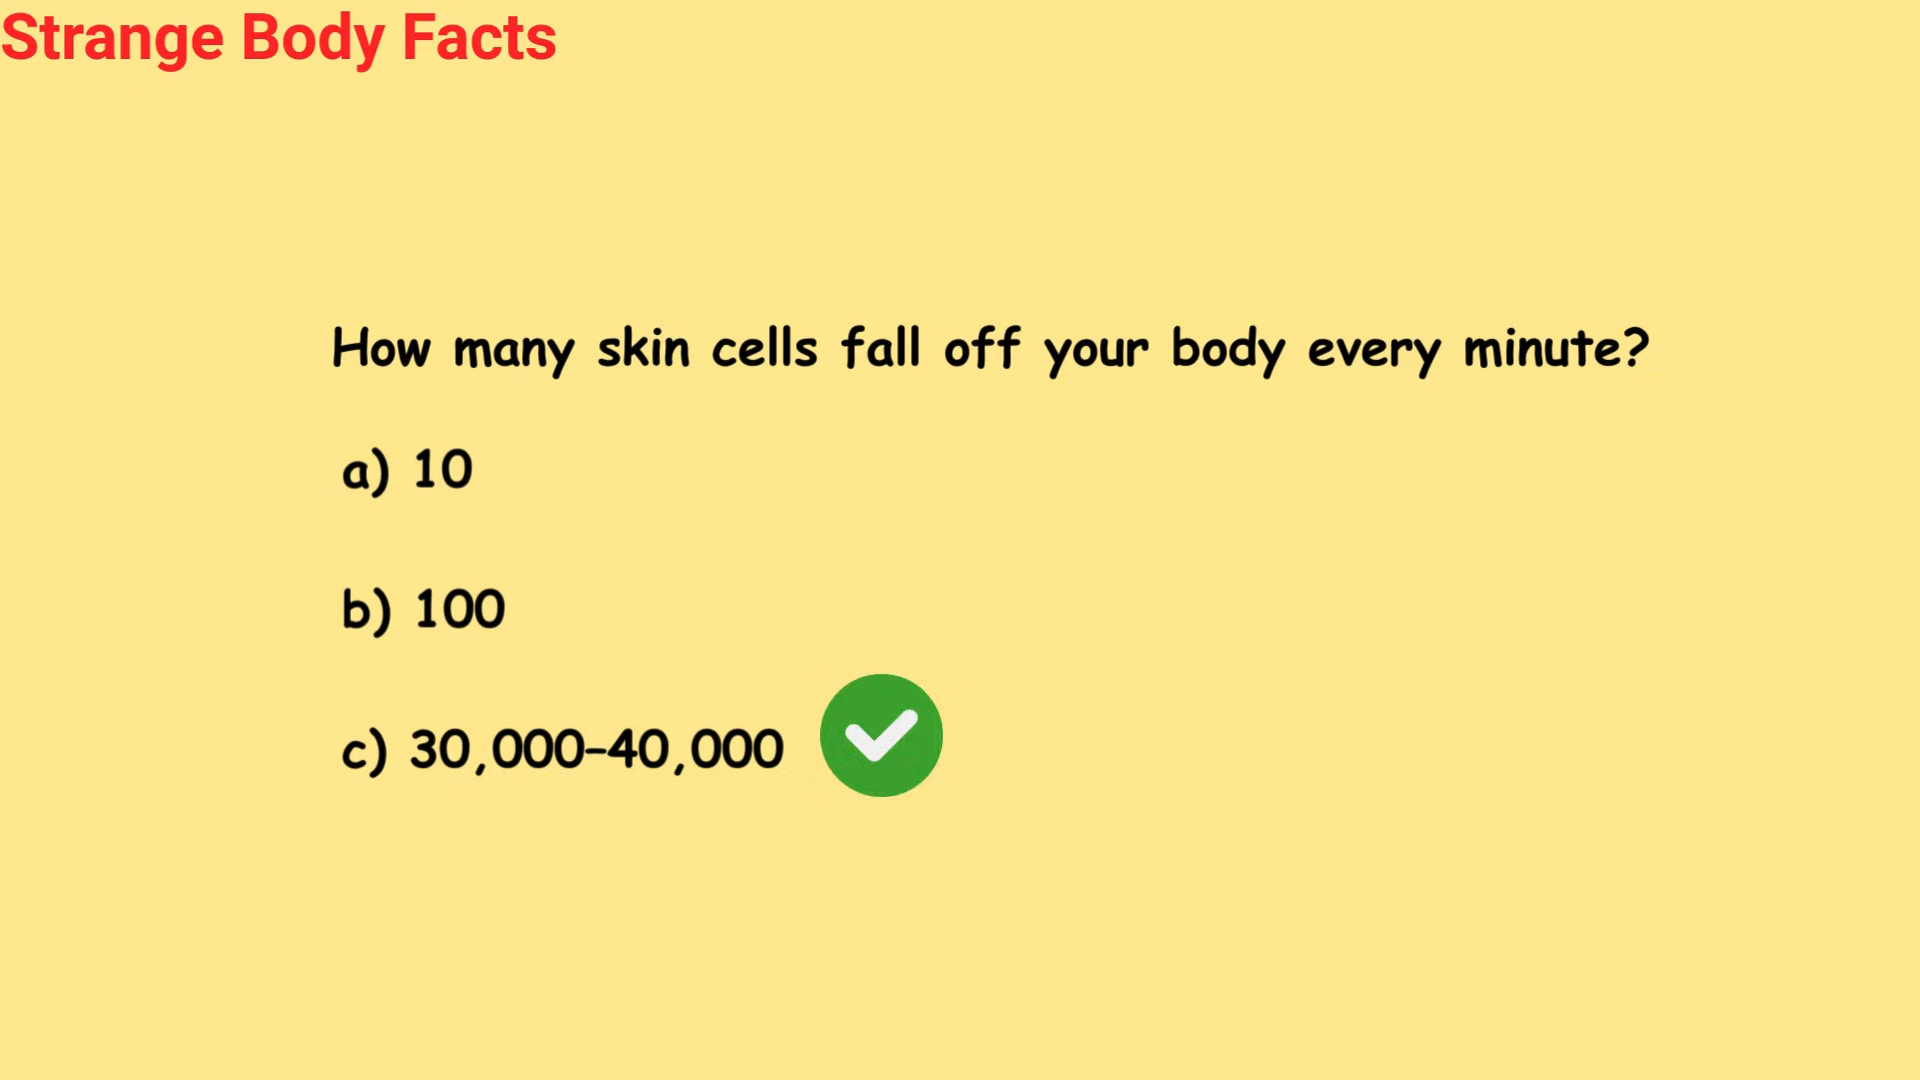 Strange Body Facts
How many skin cells fall off your body every minute?
a) 10
b) 100
c) 30,000–40,000